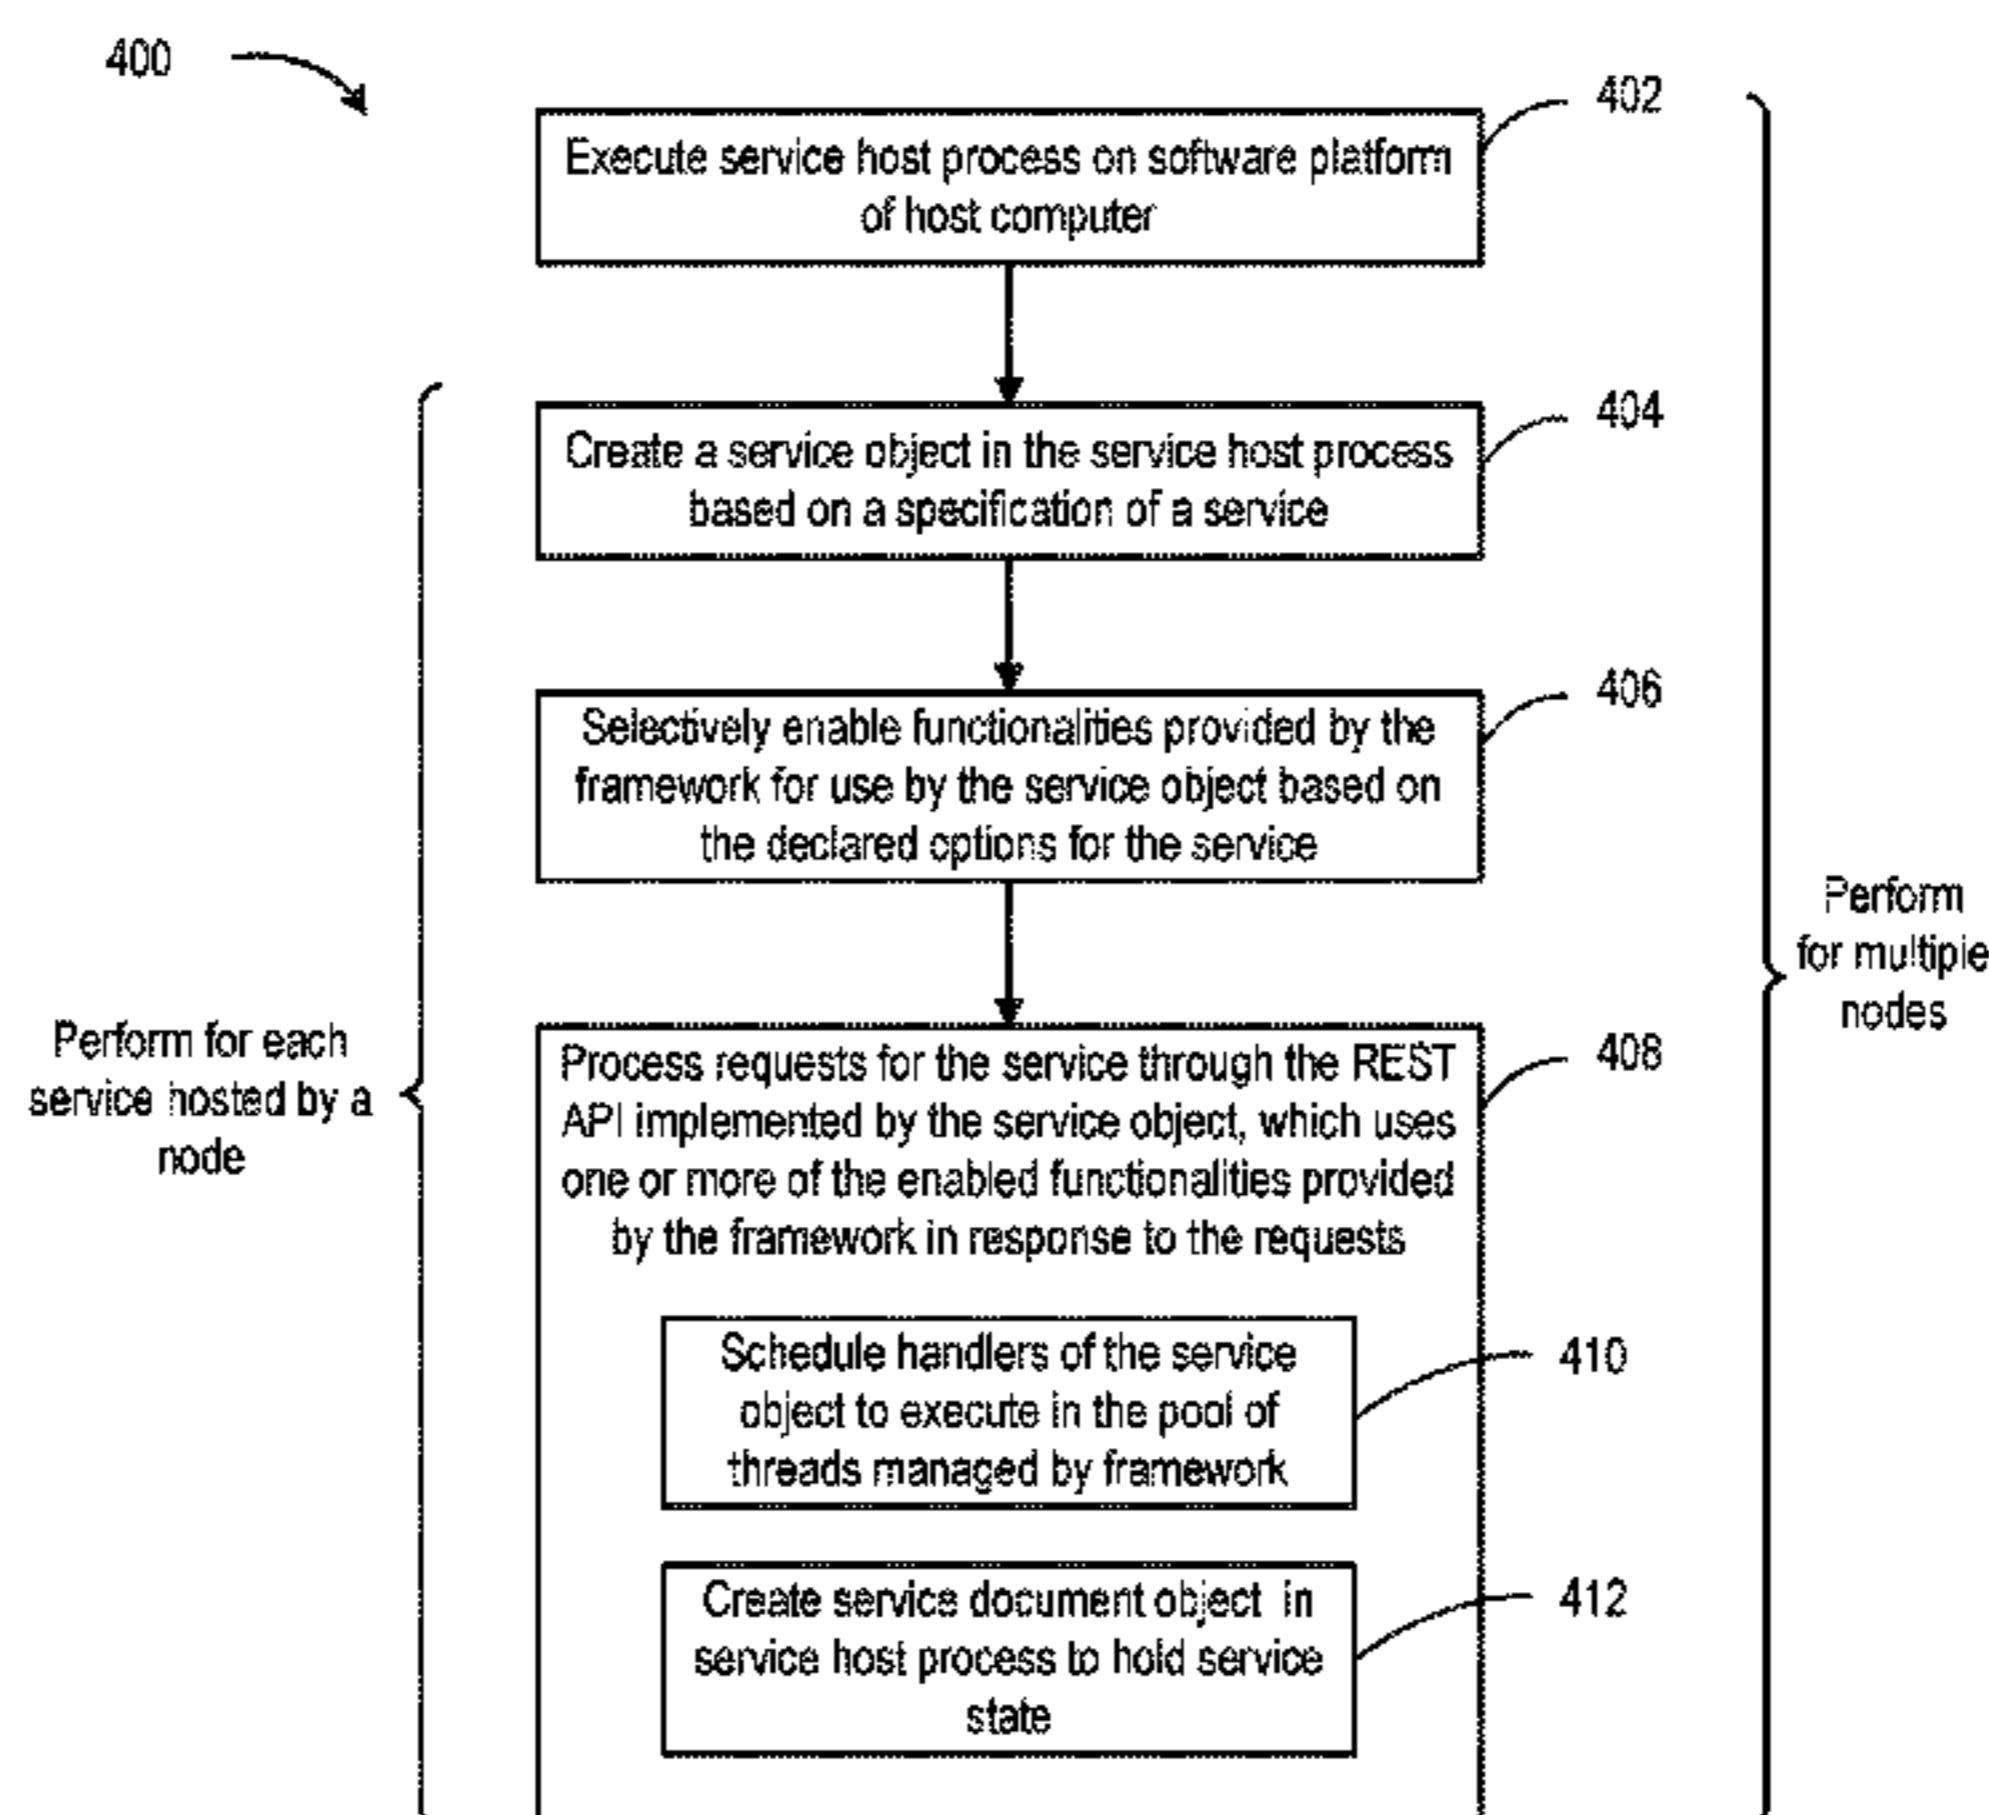 400
402
Execute service host process on software platform
of host computer
404
Create a service object in the service host process
based on a specification of a service
406
Selectively enable functionalities provided by the
framework for use by the service object based on
the declared options for the service
Perform
for multiple
nodes
Perform for each
service hosted by a
node
408
Process requests for the service through the REST
API implemented by the service object, which uses
one or more of the enabled functionalities provided
by the framework in response to the requests
410
Schedule handlers of the service
object to execute in the pool of
threads managed by framework
412
Create service document object in
service host process to hold service
state